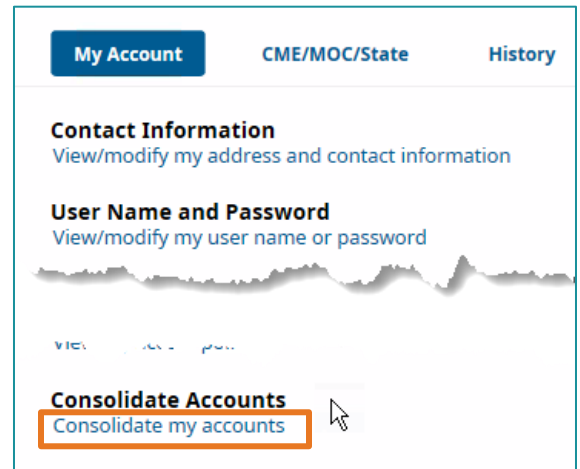 My Account CME/MOC/State History
Contact Information
View/modify my address and contact information
User Name and Password
View/modify my user name or password
Consolidate Accounts
Consolidate my accounts